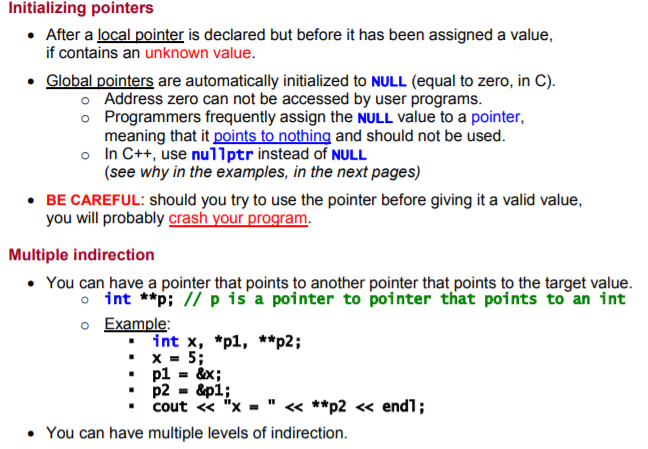 Initializing pointers
• After a local pointer is declared but before it has been assigned a value,
if contains an unknown value.
• Global pointers are automatically initialized to NULL (equal to zero, in C).
o Address zero can not be accessed by user programs.
o Programmers frequently assign the NULL value to a pointer,
meaning that it points to nothing and should not be used.
o In C++, use nullptr instead of NULL
(see why in the examples, in the next pages)
• BE CAREFUL: should you try to use the pointer before giving it a valid value,
you will probably crash your program.
Multiple indirection
• You can have a pointer that points to another pointer that points to the target value.
o int **p; // p is a pointer to pointer that points to an int
o Example:
▪ int x, *p1, **p2;
▪ x = 5;
▪ p1 = &x;
▪ p2 = &p1;
▪ cout << "x = " << **p2 << endl;
• You can have multiple levels of indirection.